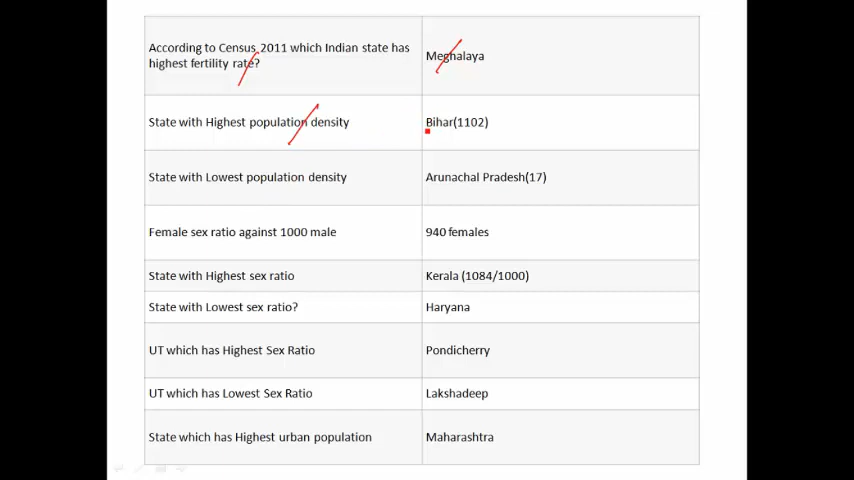 According to Census 2011 which Indian state has
highest fertility rate?
Meghalaya
State with Highest population density
Bihar(1102)
State with Lowest population density
Arunachal Pradesh(17)
Female sex ratio against 1000 male
940 females
State with Highest sex ratio
Kerala (1084/1000)
State with Lowest sex ratio?
Haryana
UT which has Highest Sex Ratio
Pondicherry
UT which has Lowest Sex Ratio
Lakshadeep
State which has Highest urban population
Maharashtra